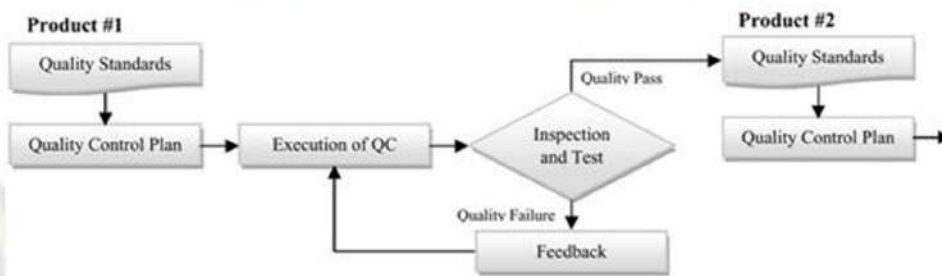 Product #1
Quality Standards
Quality Control Plan
Execution of QC
Inspection
and Test
Quality Pass
Quality Failure
Feedback
Product #2
Quality Standards
Quality Control Plan